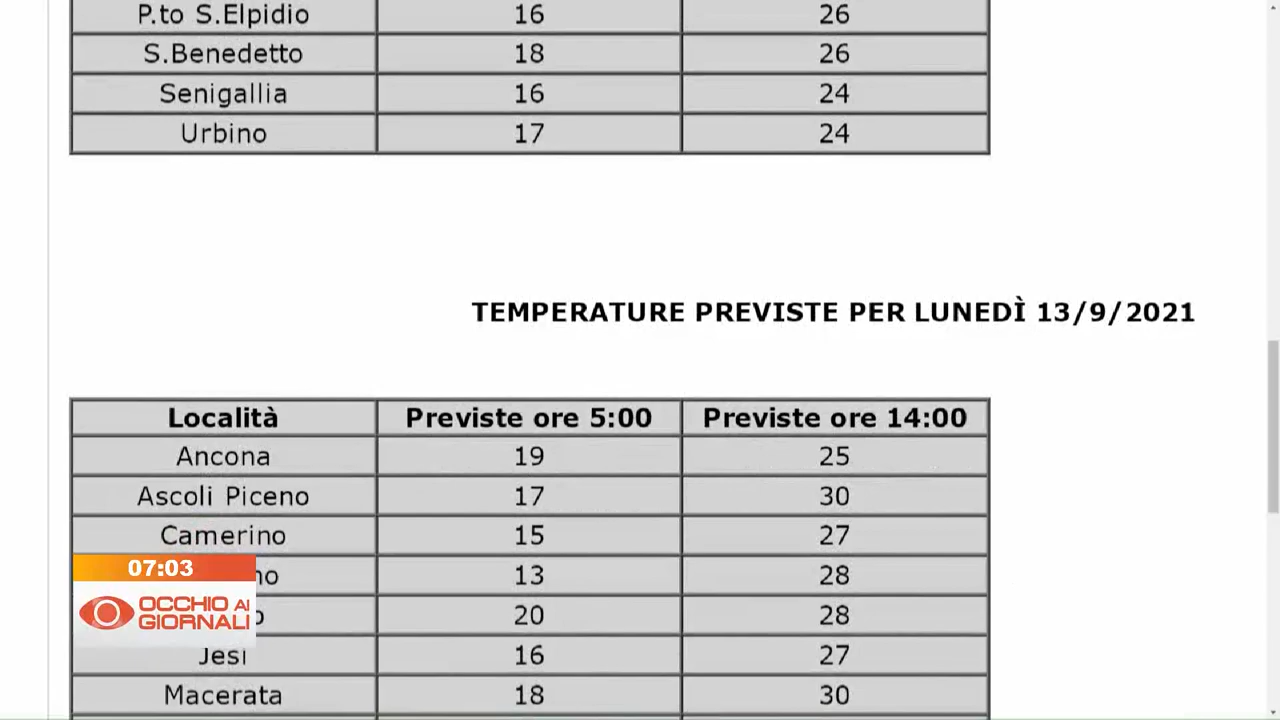 P.to S.Elpidio 16 26
S.Benedetto 18 26
Senigallia 16 24
Urbino 17 24
TEMPERATURE PREVISTE PER LUNEDÌ 13/9/2021
Località Previste ore 5:00 Previste ore 14:00
Ancona 19 25
Ascoli Piceno 17 30
Camerino 15 27
07:03
13 28
OCCHIO AI
GIORNALI
20 28
Jesi 16 27
Macerata 18 30